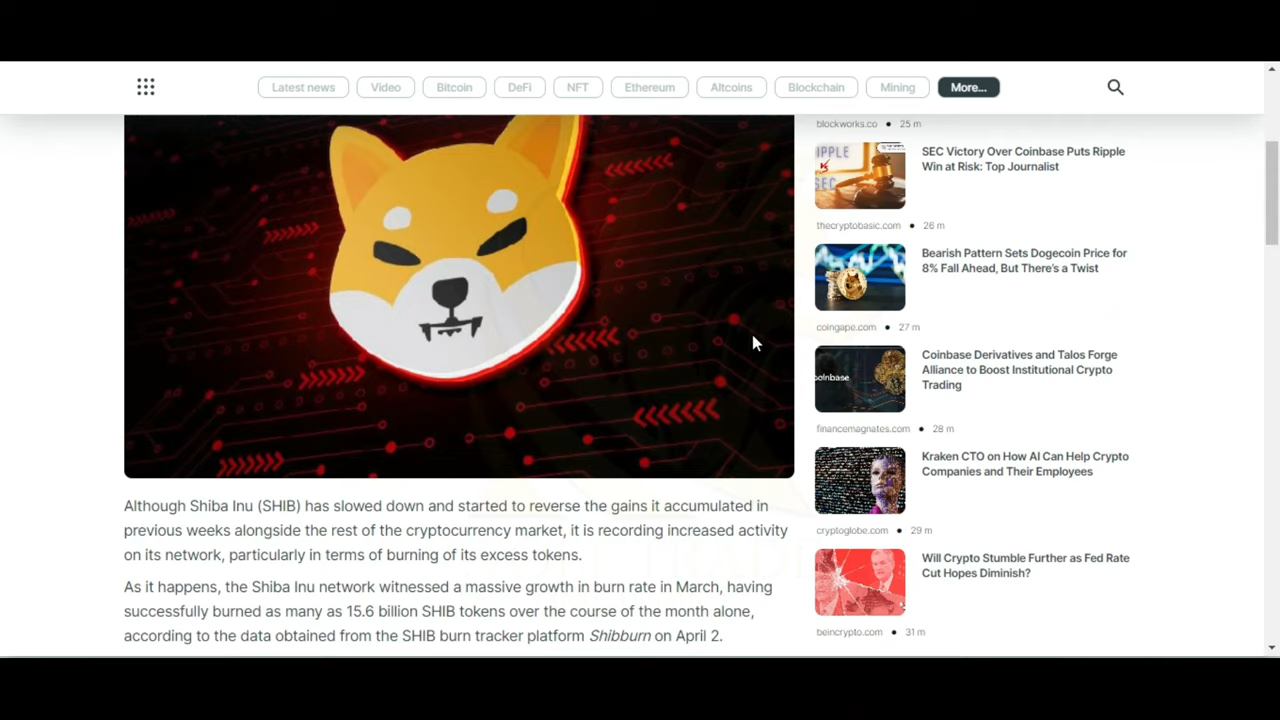 Latest news
Video
Bitcoin
DeFi
NFT
Ethereum
Altcoins
Blockchain
Mining
More...
Although Shiba Inu (SHIB) has slowed down and started to reverse the gains it accumulated in
previous weeks alongside the rest of the cryptocurrency market, it is recording increased activity
on its network, particularly in terms of burning of its excess tokens.
As it happens, the Shiba Inu network witnessed a massive growth in burn rate in March, having
successfully burned as many as 15.6 billion SHIB tokens over the course of the month alone,
according to the data obtained from the SHIB burn tracker platform Shibburn on April 2.
blockworks.co • 25 m
IPPLE
SEC
SEC Victory Over Coinbase Puts Ripple
Win at Risk: Top Journalist
thecryptobasic.com • 26 m
Bearish Pattern Sets Dogecoin Price for
8% Fall Ahead, But There's a Twist
coingape.com • 27 m
coinbase
Coinbase Derivatives and Talos Forge
Alliance to Boost Institutional Crypto
Trading
financemagnates.com • 28 m
Kraken CTO on How AI Can Help Crypto
Companies and Their Employees
cryptoglobe.com • 29 m
Will Crypto Stumble Further as Fed Rate
Cut Hopes Diminish?
beincrypto.com • 31 m